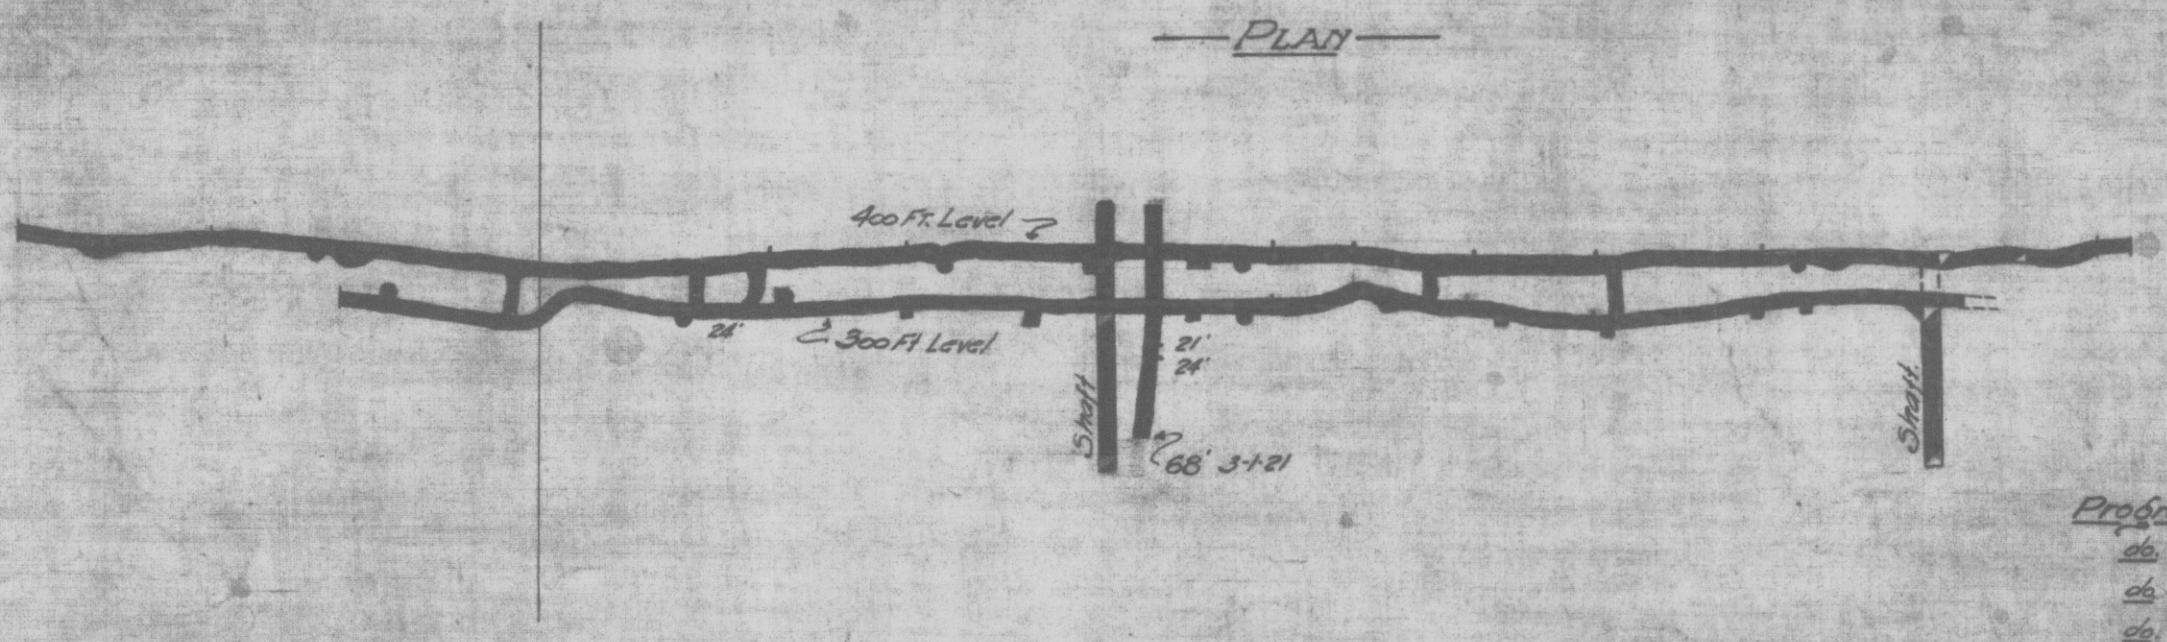 PLAN
400 FT. Level
24'
300 Ft Level
21'
24'
Shaft
68' 3-1-21
Shaft.
Progr
do.
do
do.